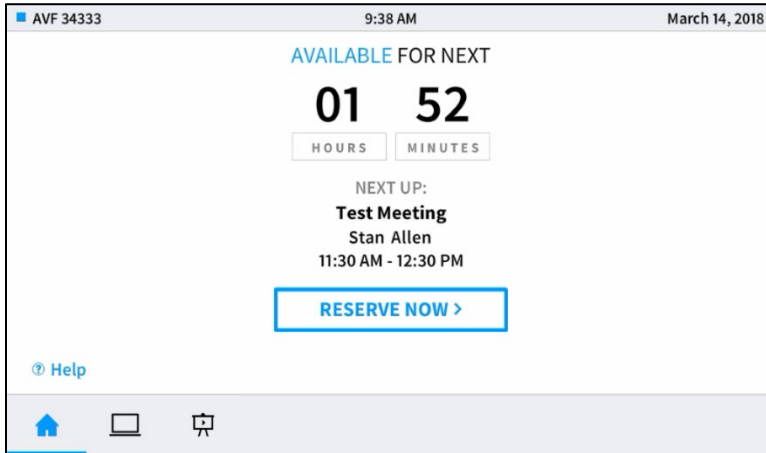 AVF 34333 9:38 AM March 14, 2018
AVAILABLE FOR NEXT
01 52
HOURS MINUTES
NEXT UP:
Test Meeting
Stan Allen
11:30 AM - 12:30 PM
RESERVE NOW >
? Help